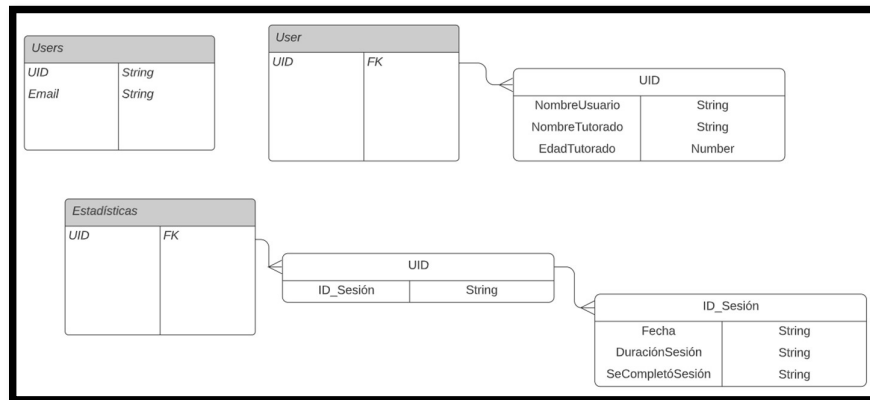 Users
UID String
Email String
User
UID FK
UID
NombreUsuario String
NombreTutorado String
EdadTutorado Number
Estadísticas
UID FK
UID
ID_Sesión String
ID_Sesión
Fecha String
DuraciónSesión String
SeCompletóSesión String